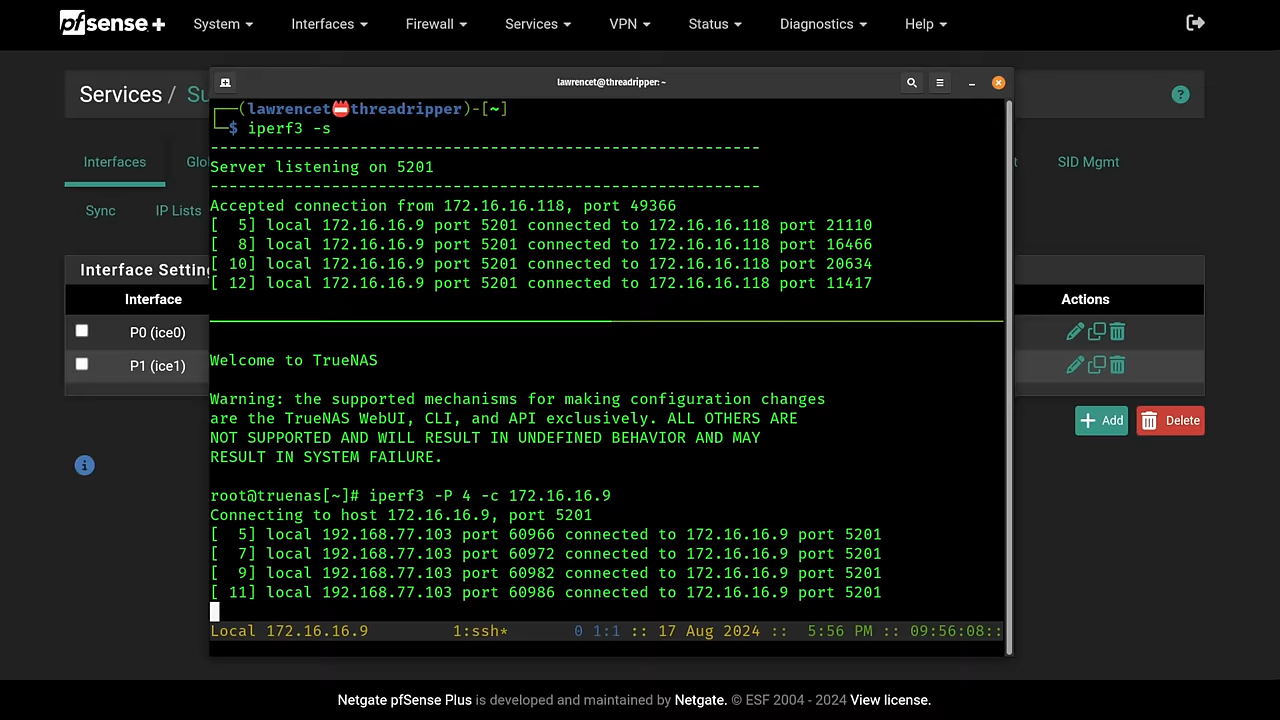 pfsense + System Interfaces Firewall Services VPN Status Diagnostics Help
Services / Su
Interfaces Glo t SID Mgmt
Sync IP Lists
Interface Settin
Interface Actions
P0 (ice0)
P1 (ice1)
Add Delete
lawrencet@threadripper: ~
┌──(lawrencet📛threadripper)-[~]
└─$ iperf3 -s
-----------------------------------------------------------
Server listening on 5201
-----------------------------------------------------------
Accepted connection from 172.16.16.118, port 49366
[  5] local 172.16.16.9 port 5201 connected to 172.16.16.118 port 21110
[  8] local 172.16.16.9 port 5201 connected to 172.16.16.118 port 16466
[ 10] local 172.16.16.9 port 5201 connected to 172.16.16.118 port 20634
[ 12] local 172.16.16.9 port 5201 connected to 172.16.16.118 port 11417
Welcome to TrueNAS
Warning: the supported mechanisms for making configuration changes
are the TrueNAS WebUI, CLI, and API exclusively. ALL OTHERS ARE
NOT SUPPORTED AND WILL RESULT IN UNDEFINED BEHAVIOR AND MAY
RESULT IN SYSTEM FAILURE.
root@truenas[~]# iperf3 -P 4 -c 172.16.16.9
Connecting to host 172.16.16.9, port 5201
[  5] local 192.168.77.103 port 60966 connected to 172.16.16.9 port 5201
[  7] local 192.168.77.103 port 60972 connected to 172.16.16.9 port 5201
[  9] local 192.168.77.103 port 60982 connected to 172.16.16.9 port 5201
[ 11] local 192.168.77.103 port 60986 connected to 172.16.16.9 port 5201
Local 172.16.16.9 1:ssh* 0 1:1 :: 17 Aug 2024 :: 5:56 PM :: 09:56:08::
Netgate pfSense Plus is developed and maintained by Netgate. © ESF 2004 - 2024 View license.